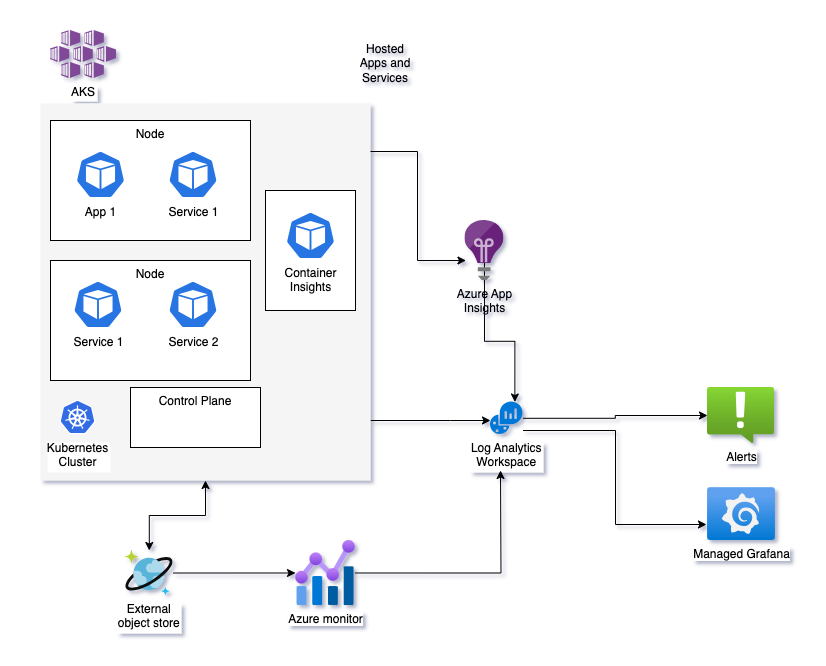 Hosted
Apps and
Services
AKS
Node
App 1
Service 1
Container
Insights
Node
Service 1
Service 2
Azure App
Insights
Control Plane
Kubernetes
Cluster
Log Analytics
Workspace
Alerts
Managed Grafana
External
object store
Azure monitor